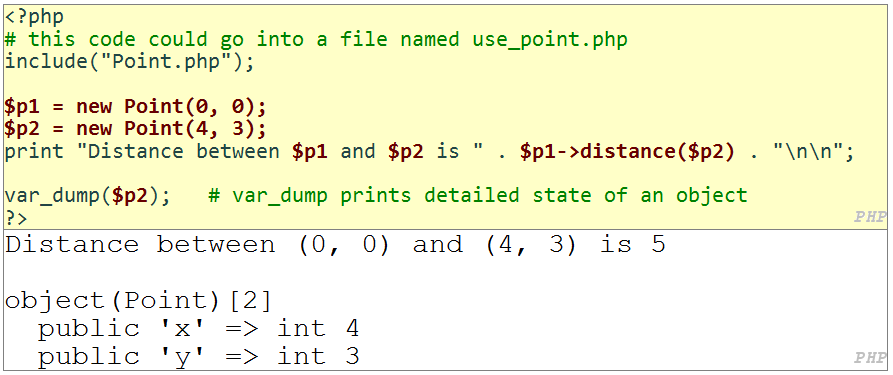 <?php
# this code could go into a file named use_point.php
include("Point.php");
$p1 = new Point(0, 0);
$p2 = new Point(4, 3);
print "Distance between $p1 and $p2 is " . $p1->distance($p2) . "\n\n";
var_dump($p2);   # var_dump prints detailed state of an object
?>
PHP
Distance between (0, 0) and (4, 3) is 5
object(Point)[2]
  public 'x' => int 4
  public 'y' => int 3
PHP